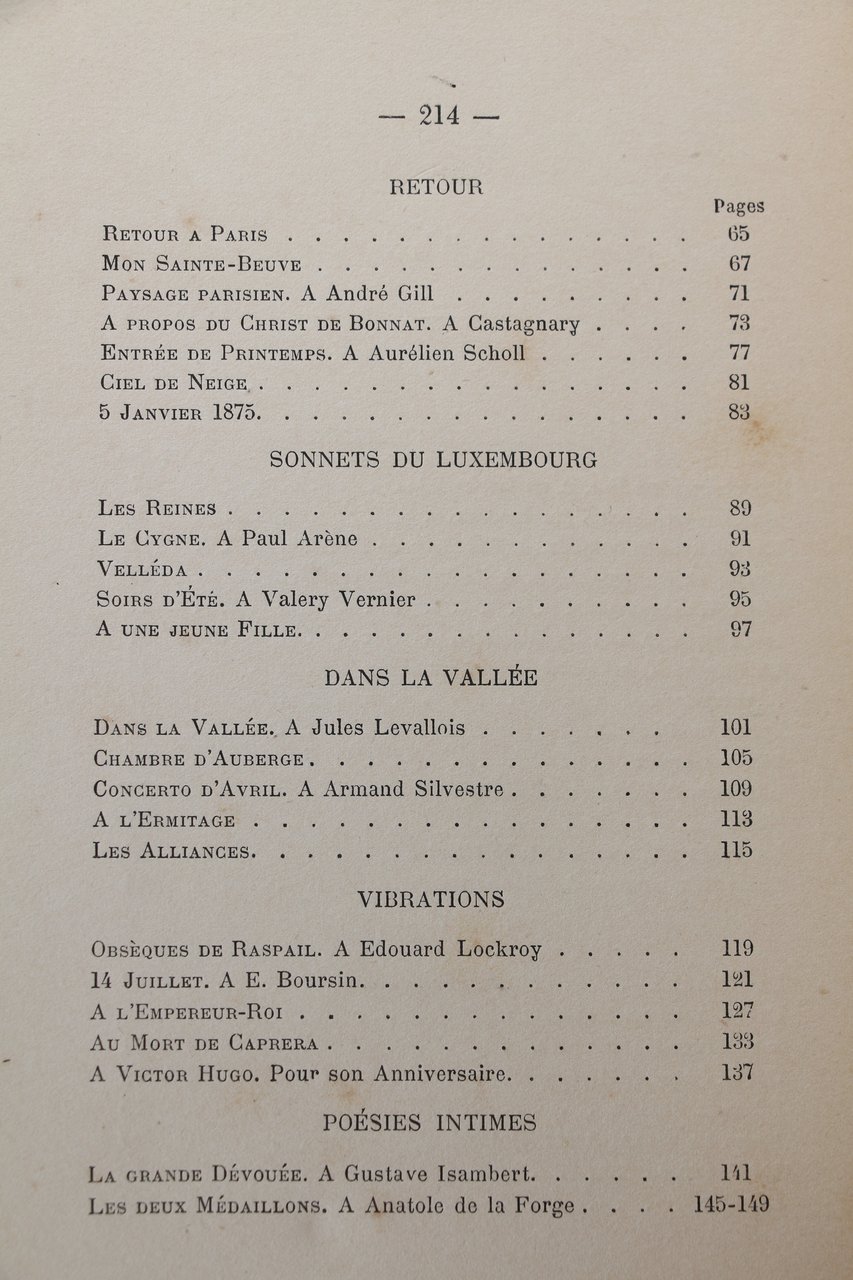 — 214 —
RETOUR
Pages
RETOUR A PARIS . . . . . . . . . . . . . . . 65
MON SAINTE-BEUVE . . . . . . . . . . . . . . 67
PAYSAGE PARISIEN. A André Gill . . . . . . . . . 71
A PROPOS DU CHRIST DE BONNAT. A Castagnary . . . . 73
ENTRÉE DE PRINTEMPS. A Aurélien Scholl . . . . . . 77
CIEL DE NEIGE . . . . . . . . . . . . . . . . 81
5 JANVIER 1875. . . . . . . . . . . . . . . . 83
SONNETS DU LUXEMBOURG
LES REINES . . . . . . . . . . . . . . . . . 89
LE CYGNE. A Paul Arène . . . . . . . . . . . . 91
VELLÉDA . . . . . . . . . . . . . . . . . . 93
SOIRS D'ÉTÉ. A Valery Vernier . . . . . . . . . . 95
A UNE JEUNE FILLE. . . . . . . . . . . . . . . 97
DANS LA VALLÉE
DANS LA VALLÉE. A Jules Levallois . . . . . . . 101
CHAMBRE D'AUBERGE . . . . . . . . . . . . . . 105
CONCERTO D'AVRIL. A Armand Silvestre . . . . . . . 109
A L'ERMITAGE . . . . . . . . . . . . . . . . 113
LES ALLIANCES. . . . . . . . . . . . . . . . 115
VIBRATIONS
OBSÈQUES DE RASPAIL. A Edouard Lockroy . . . . . 119
14 JUILLET. A E. Boursin. . . . . . . . . . . . 121
A L'EMPEREUR-ROI . . . . . . . . . . . . . . 127
AU MORT DE CAPRERA . . . . . . . . . . . . . 133
A VICTOR HUGO. Pour son Anniversaire. . . . . . . 137
POÉSIES INTIMES
LA GRANDE DÉVOUÉE. A Gustave Isambert. . . . . . 141
LES DEUX MÉDAILLONS. A Anatole de la Forge . . . . 145-149